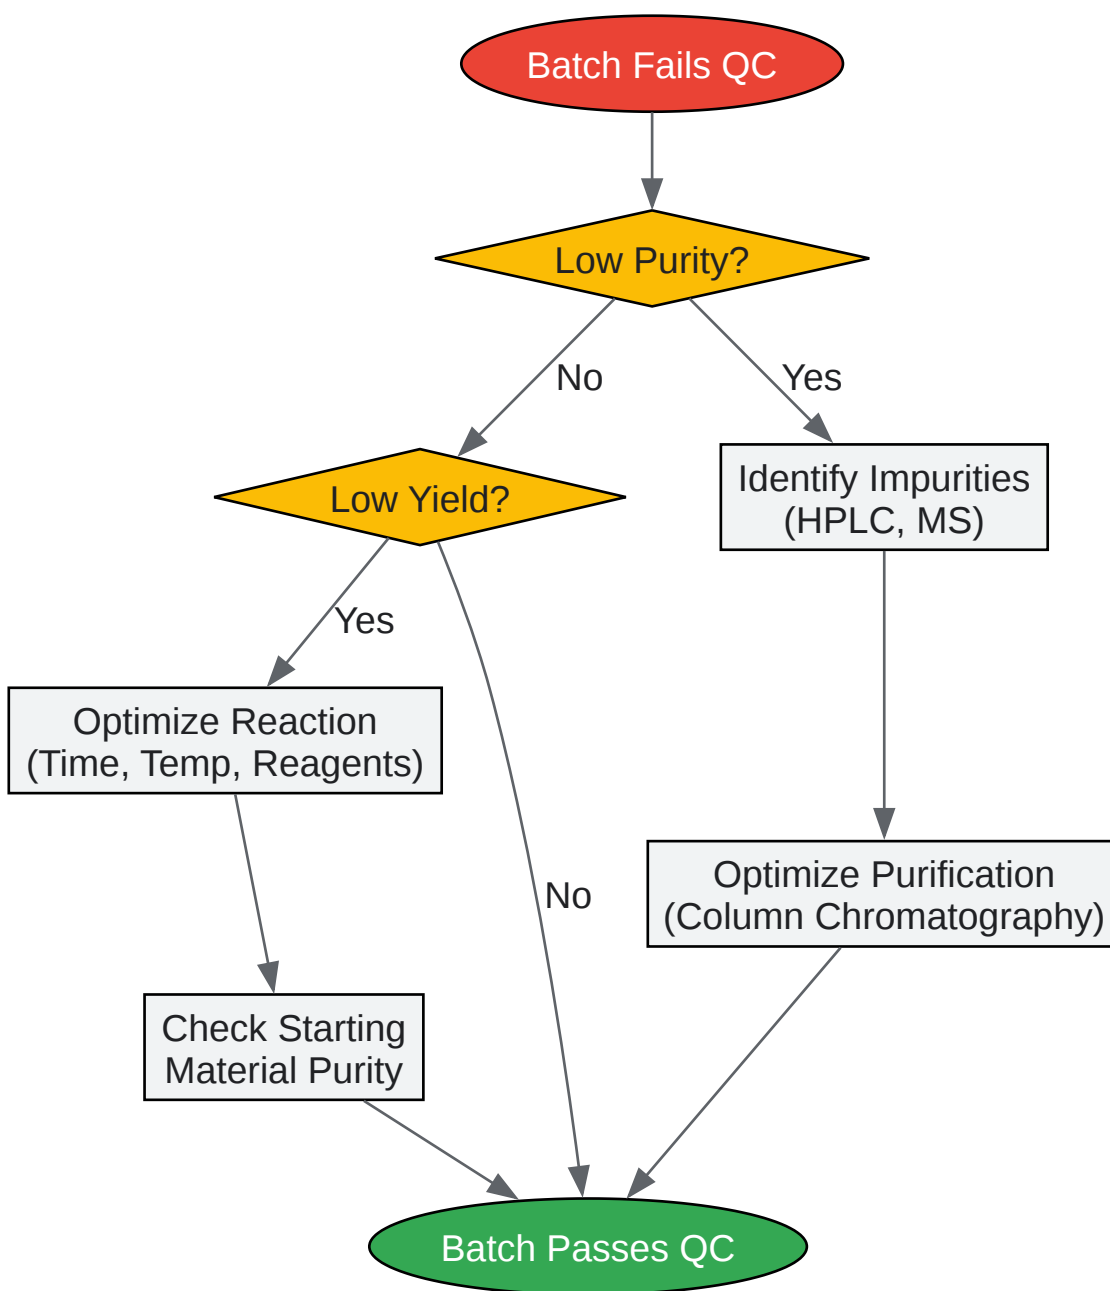 Batch Fails QC
Low Purity?
No
Yes
Low Yield?
Identify Impurities
(HPLC, MS)
Yes
Optimize Reaction
(Time, Temp, Reagents)
No
Optimize Purification
(Column Chromatography)
Check Starting
Material Purity
Batch Passes QC